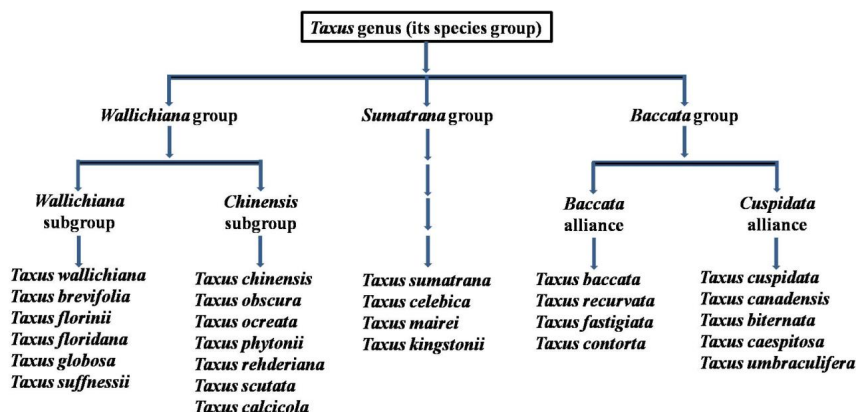 Taxus genus (its species group)
Wallichiana group
Sumatrana group
Baccata group
Wallichiana
subgroup
Chinensis
subgroup
Baccata
alliance
Cuspidata
alliance
Taxus wallichiana
Taxus brevifolia
Taxus florinii
Taxus floridana
Taxus globosa
Taxus suffnessii
Taxus chinensis
Taxus obscura
Taxus ocreata
Taxus phytonii
Taxus rehderiana
Taxus scutata
Taxus calcicola
Taxus sumatrana
Taxus celebica
Taxus mairei
Taxus kingstonii
Taxus baccata
Taxus recurvata
Taxus fastigiata
Taxus contorta
Taxus cuspidata
Taxus canadensis
Taxus biternata
Taxus caespitosa
Taxus umbraculifera